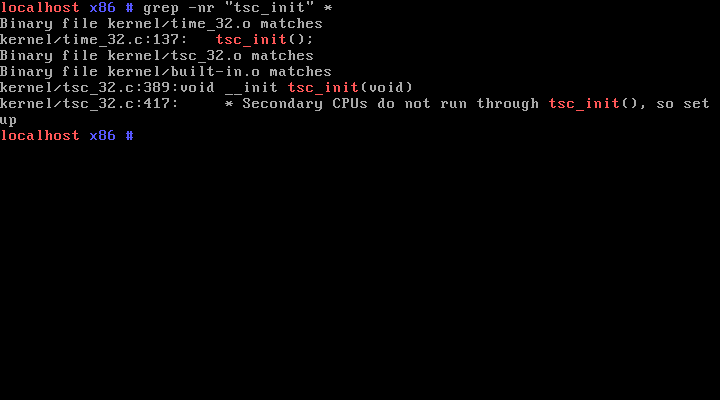 localhost x86 # grep -nr "tsc_init" *
Binary file kernel/time_32.o matches
kernel/time_32.c:137:   tsc_init();
Binary file kernel/tsc_32.o matches
Binary file kernel/built-in.o matches
kernel/tsc_32.c:389:void __init tsc_init(void)
kernel/tsc_32.c:417:     * Secondary CPUs do not run through tsc_init(), so set
up
localhost x86 #